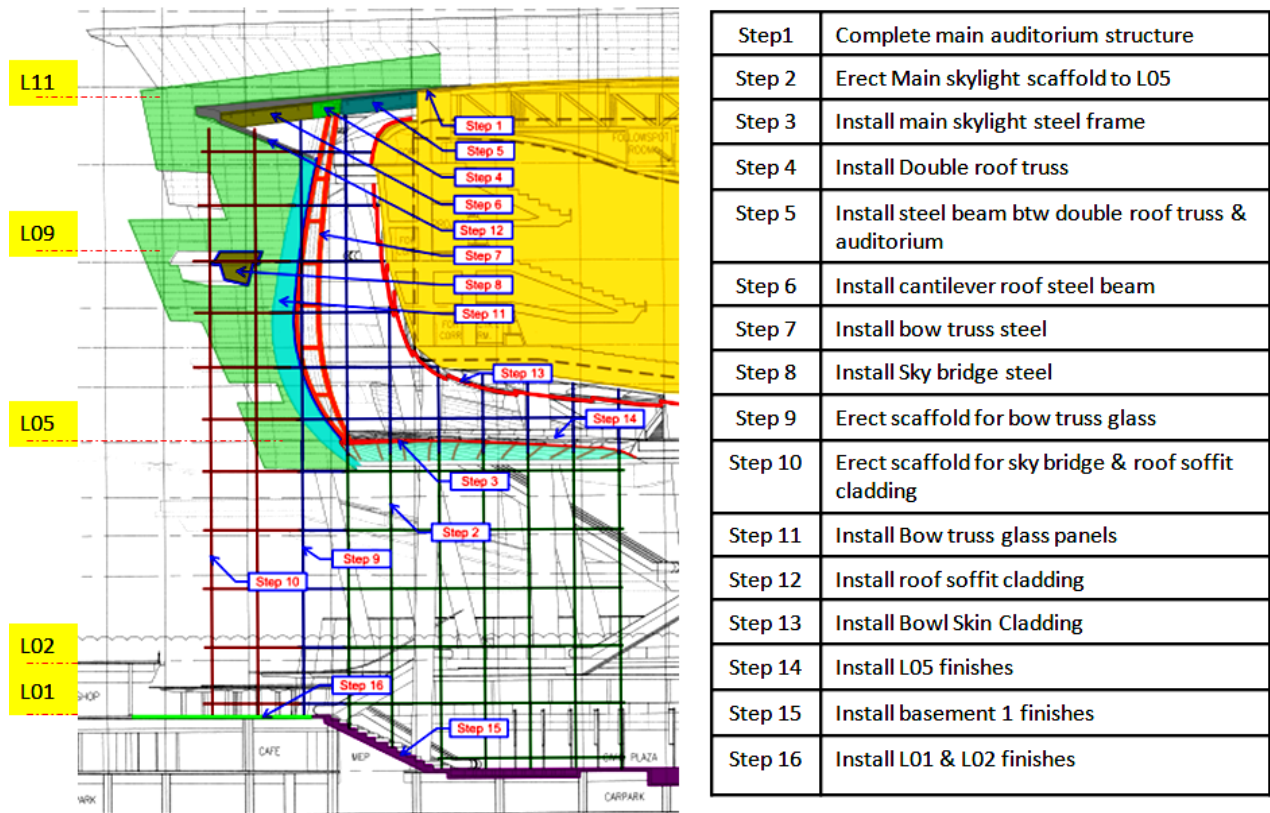 L11
L09
L05
L02
L01
Step 1
Step 5
Step 4
Step 6
Step 12
Step 7
Step 8
Step 11
Step 13
Step 14
Step 3
Step 2
Step 9
Step 10
Step 16
Step 15
FOLLOWSPOT
ROOM
CORR
RM.
SHOP
CAFE
MEP
PLAZA
CARPARK
Step1 Complete main auditorium structure
Step 2 Erect Main skylight scaffold to L05
Step 3 Install main skylight steel frame
Step 4 Install Double roof truss
Step 5 Install steel beam btw double roof truss &
auditorium
Step 6 Install cantilever roof steel beam
Step 7 Install bow truss steel
Step 8 Install Sky bridge steel
Step 9 Erect scaffold for bow truss glass
Step 10 Erect scaffold for sky bridge & roof soffit
cladding
Step 11 Install Bow truss glass panels
Step 12 Install roof soffit cladding
Step 13 Install Bowl Skin Cladding
Step 14 Install L05 finishes
Step 15 Install basement 1 finishes
Step 16 Install L01 & L02 finishes